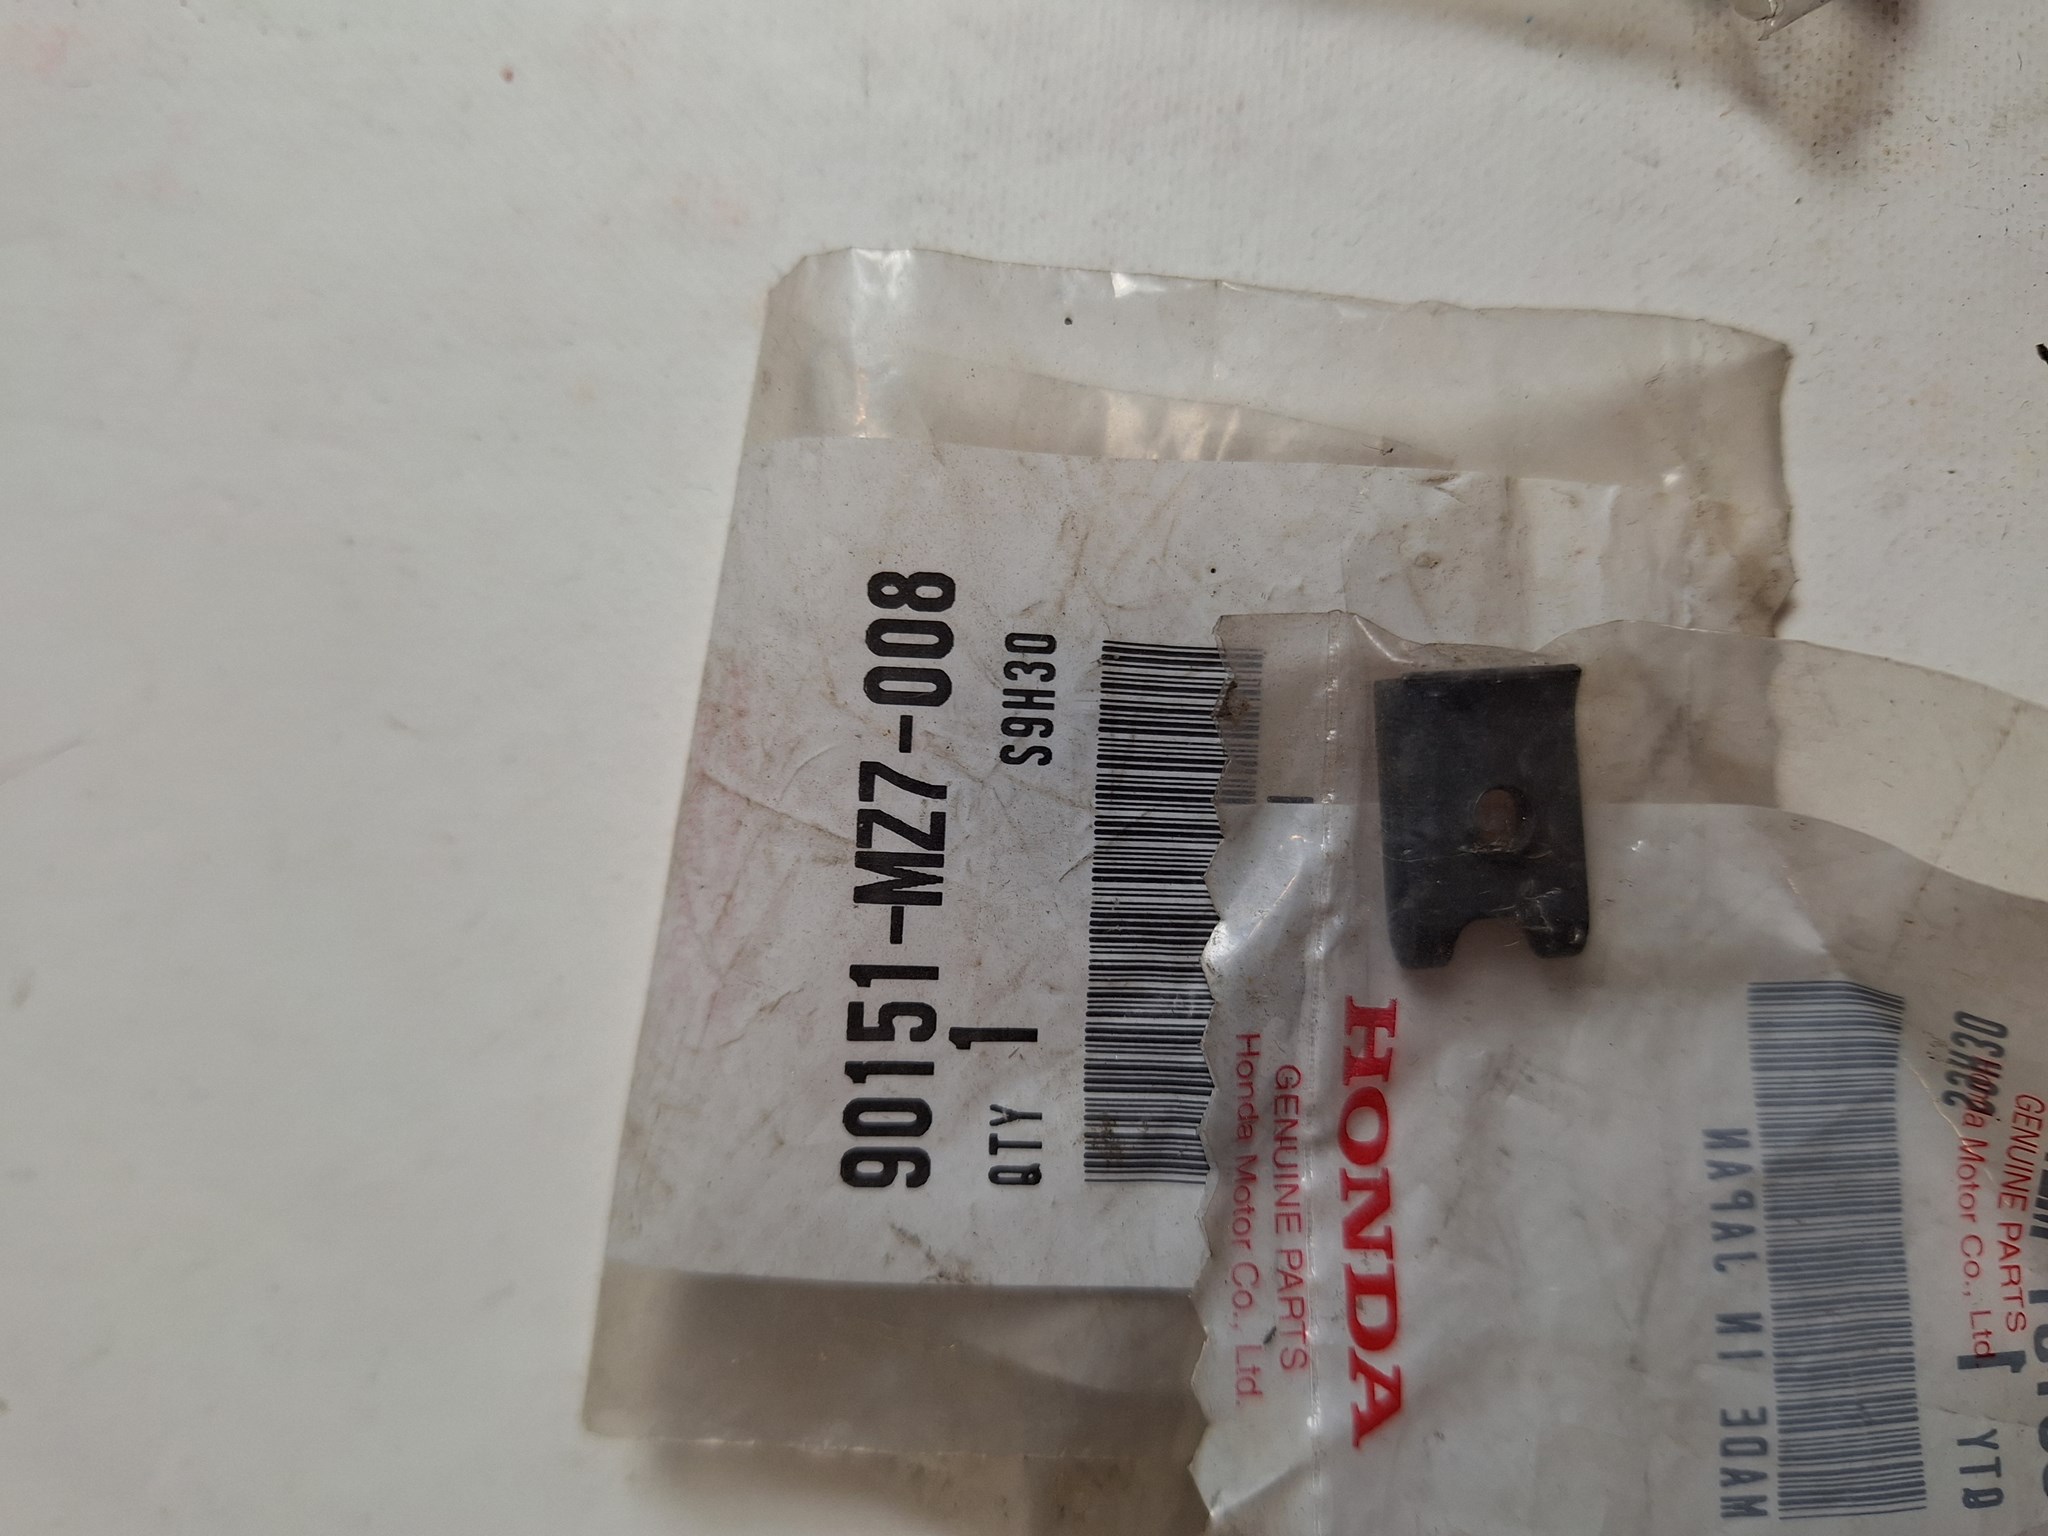 90151-MZ7-008
QTY 1 S9H30
HONDA
GENUINE PARTS
Honda Motor Co., Ltd.
MADE IN JAPAN
QTY 1
GENUINE PARTS
Honda Motor Co., Ltd.